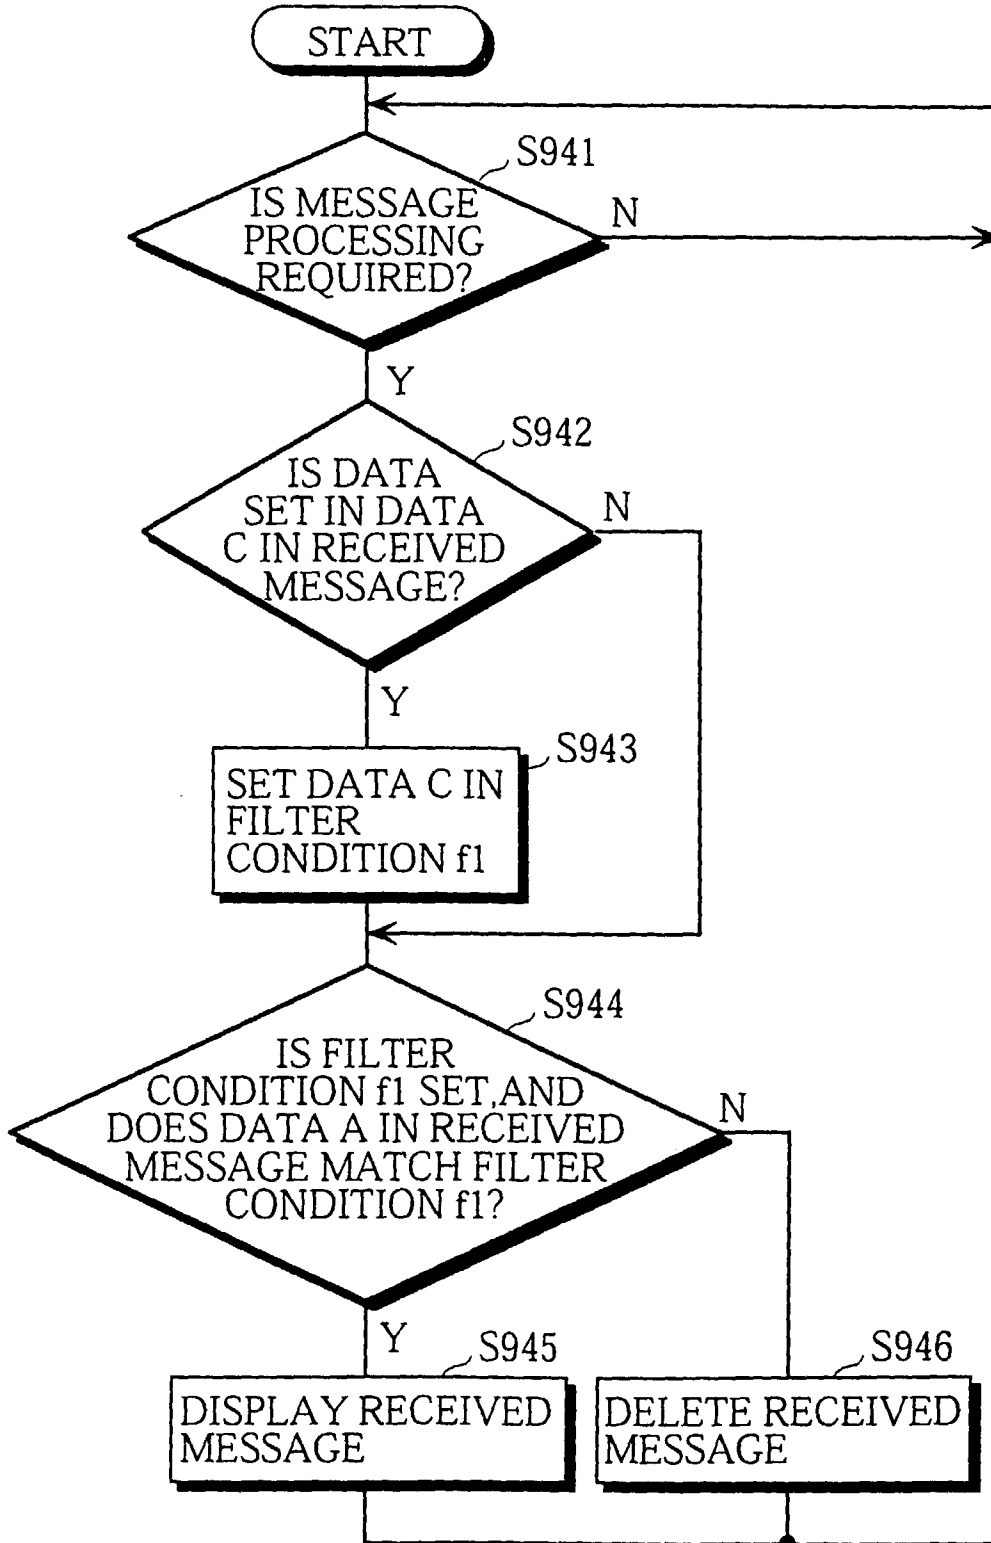 START
S941
IS MESSAGE
PROCESSING
REQUIRED?
N
Y
S942
IS DATA
SET IN DATA
C IN RECEIVED
MESSAGE?
N
Y
S943
SET DATA C IN
FILTER
CONDITION f1
S944
IS FILTER
CONDITION f1 SET,AND
DOES DATA A IN RECEIVED
MESSAGE MATCH FILTER
CONDITION f1?
N
Y
S945
DISPLAY RECEIVED
MESSAGE
S946
DELETE RECEIVED
MESSAGE